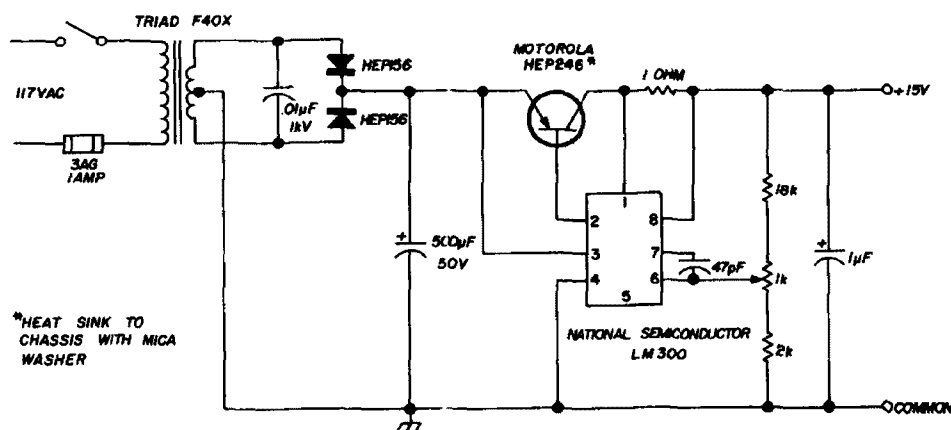 TRIAD F40X
117VAC
3AG
1AMP
.01µF
1kV
HEP156
HEP156
MOTOROLA
HEP246*
1 OHM
+15V
+
500µF
50V
1
2
3
4
5
6
7
8
47pF
18k
1k
2k
+
1µF
NATIONAL SEMICONDUCTOR
LM300
*HEAT SINK TO
CHASSIS WITH MICA
WASHER
COMMON